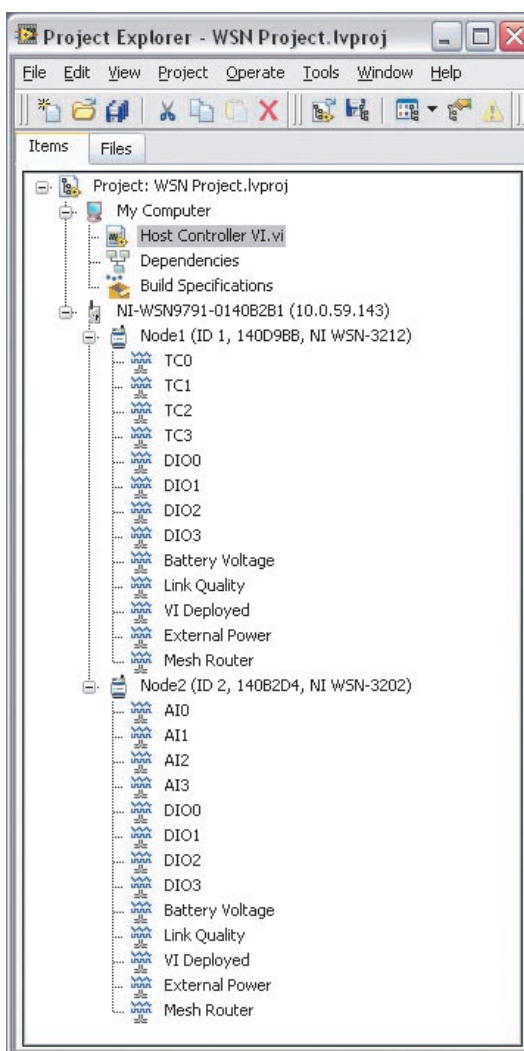 Project Explorer - WSN Project.lvproj
File Edit View Project Operate Tools Window Help
Items Files
Project: WSN Project.lvproj
My Computer
Host Controller VI.vi
Dependencies
Build Specifications
NI-WSN9791-0140B2B1 (10.0.59.143)
Node1 (ID 1, 140D9BB, NI WSN-3212)
TC0
TC1
TC2
TC3
DIO0
DIO1
DIO2
DIO3
Battery Voltage
Link Quality
VI Deployed
External Power
Mesh Router
Node2 (ID 2, 140B2D4, NI WSN-3202)
AI0
AI1
AI2
AI3
DIO0
DIO1
DIO2
DIO3
Battery Voltage
Link Quality
VI Deployed
External Power
Mesh Router